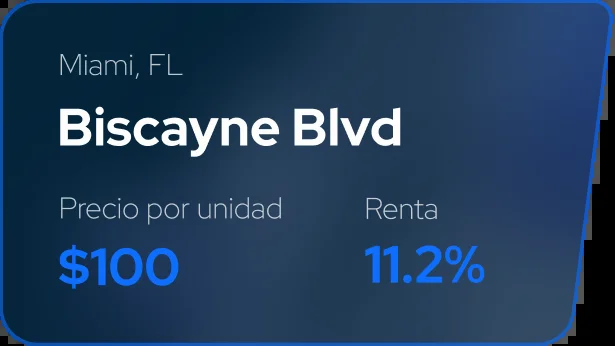 Miami, FL
Biscayne Blvd
Precio por unidad
Renta
$100
11.2%